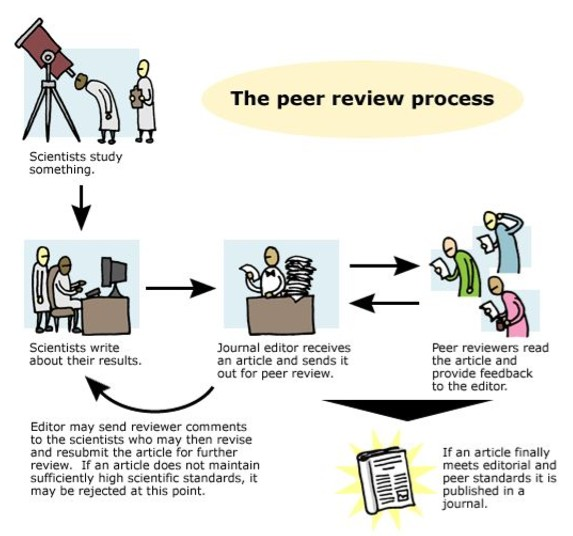 The peer review process
Scientists study
something.
Scientists write
about their results.
Journal editor receives
an article and sends it
out for peer review.
Peer reviewers read
the article and
provide feedback
to the editor.
Editor may send reviewer comments
to the scientists who may then revise
and resubmit the article for further
review. If an article does not maintain
sufficiently high scientific standards, it
may be rejected at this point.
If an article finally
meets editorial and
peer standards it is
published in a
journal.